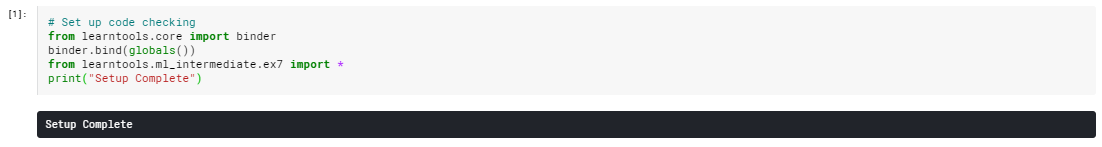 [1]:
# Set up code checking
from learntools.core import binder
binder.bind(globals())
from learntools.ml_intermediate.ex7 import *
print("Setup Complete")
Setup Complete